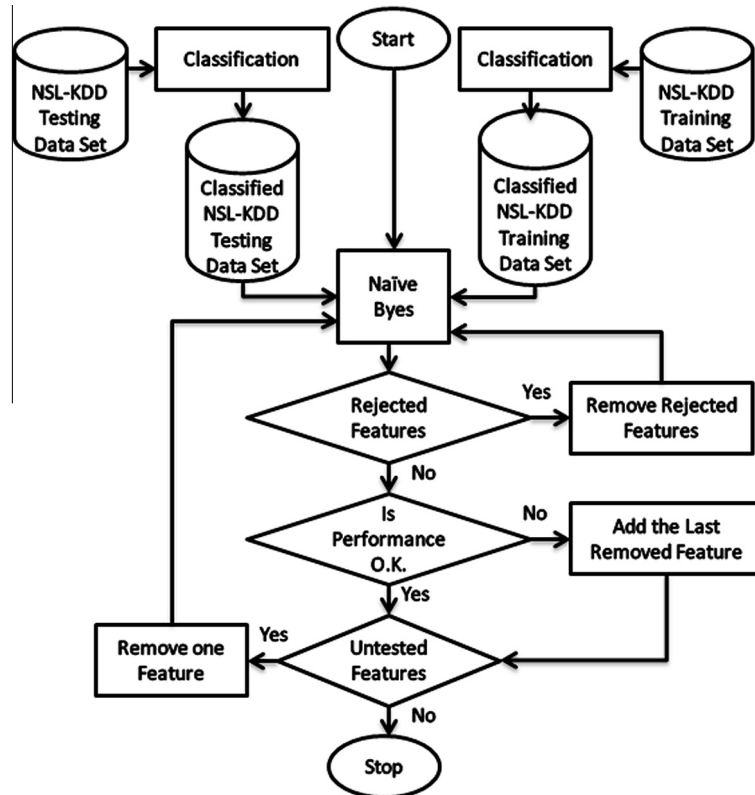 Classification
Start
Classification
NSL-KDD
Testing
Data Set
NSL-KDD
Training
Data Set
Classified
NSL-KDD
Testing
Data Set
Classified
NSL-KDD
Training
Data Set
Naïve
Byes
Rejected
Features
Yes
Remove Rejected
Features
No
Is
Performance
O.K.
No
Add the Last
Removed Feature
Yes
Untested
Features
Yes
Remove one
Feature
No
Stop